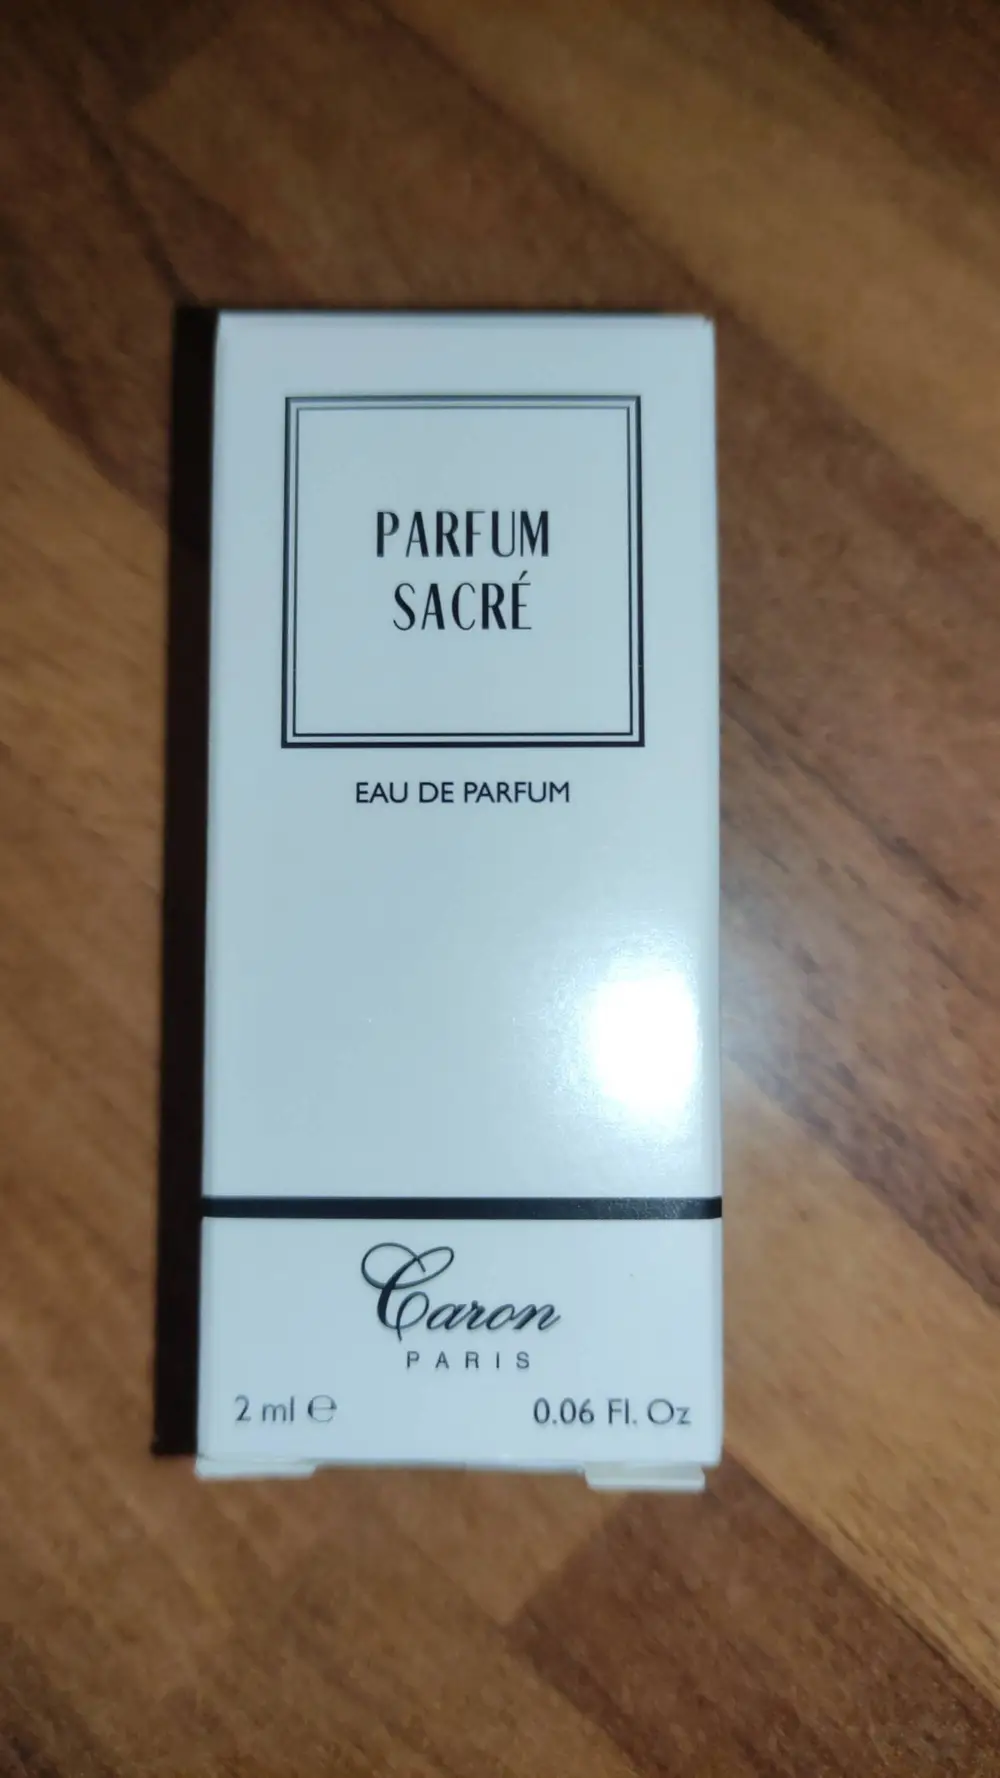 PARFUM
SACRÉ
EAU DE PARFUM
Caron
PARIS
2 ml ℮ 0.06 Fl. Oz